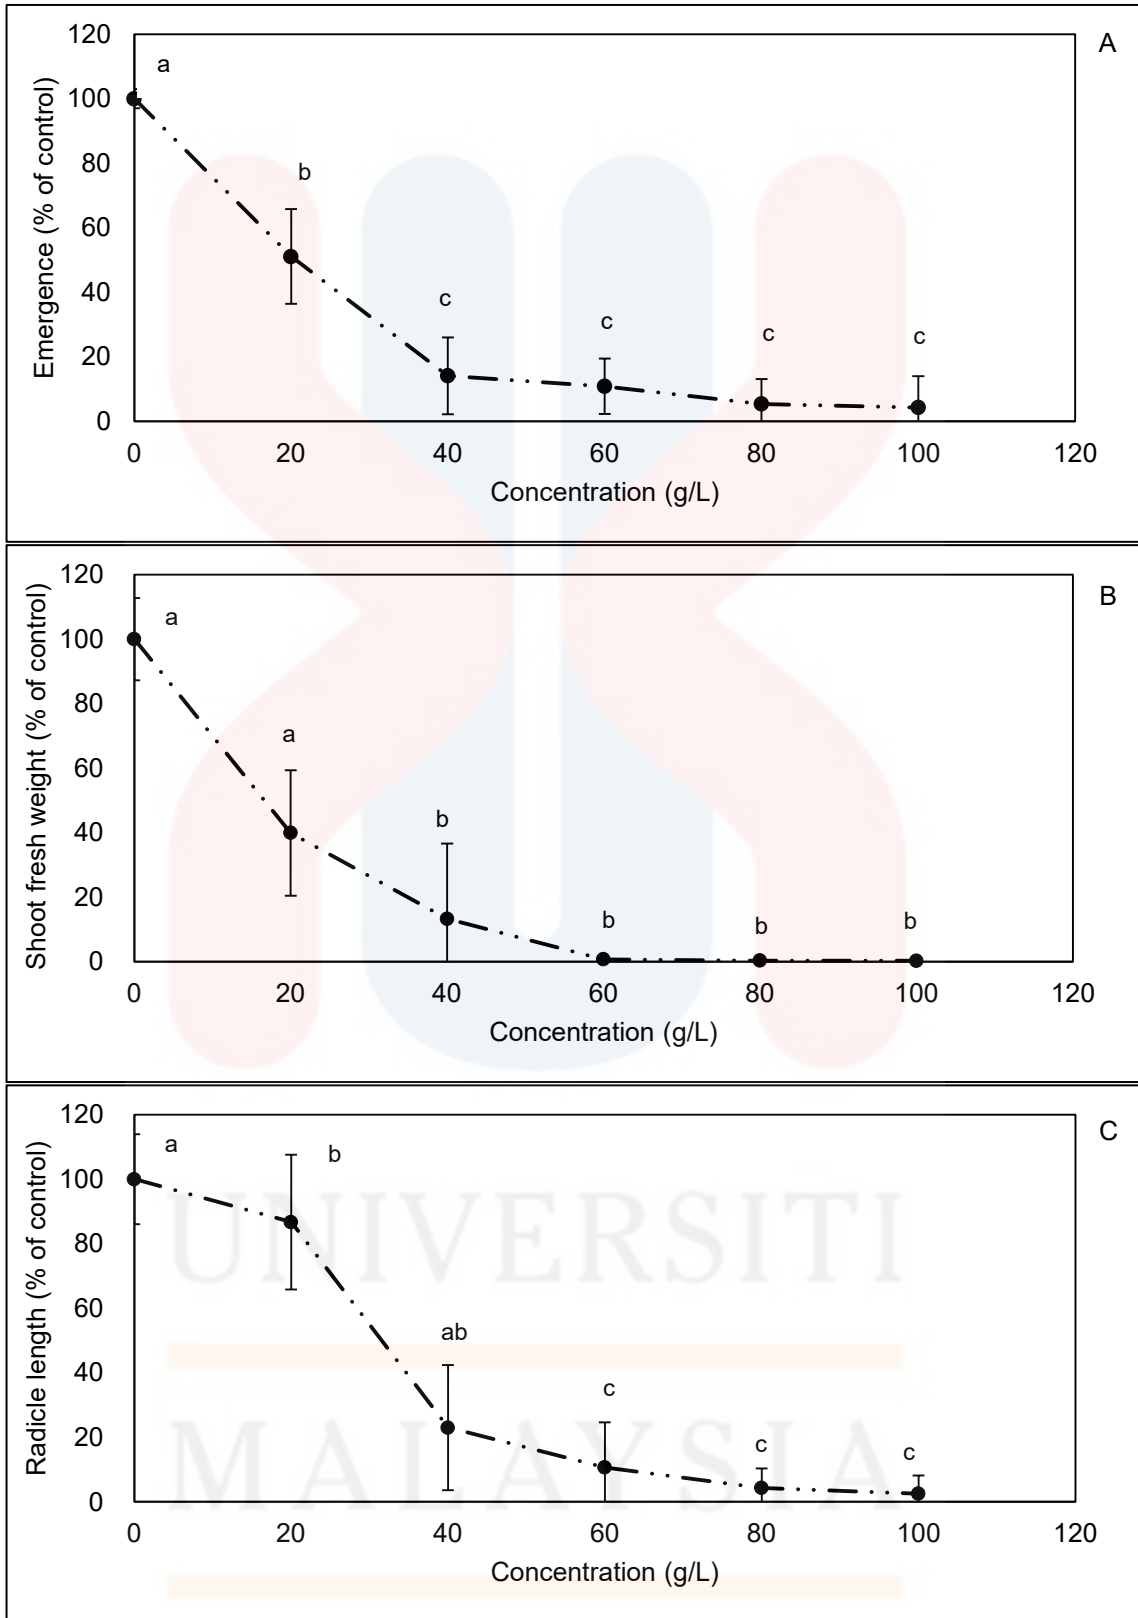 A
Emergence (% of control)
120
100
80
60
40
20
0
a
b
c
c
c
c
0 20 40 60 80 100 120
Concentration (g/L)
B
Shoot fresh weight (% of control)
120
100
80
60
40
20
0
a
a
b
b
b
b
0 20 40 60 80 100 120
Concentration (g/L)
C
Radicle length (% of control)
120
100
80
60
40
20
0
a
b
ab
c
c
c
0 20 40 60 80 100 120
Concentration (g/L)
UNIVERSITI
MALAYSIA